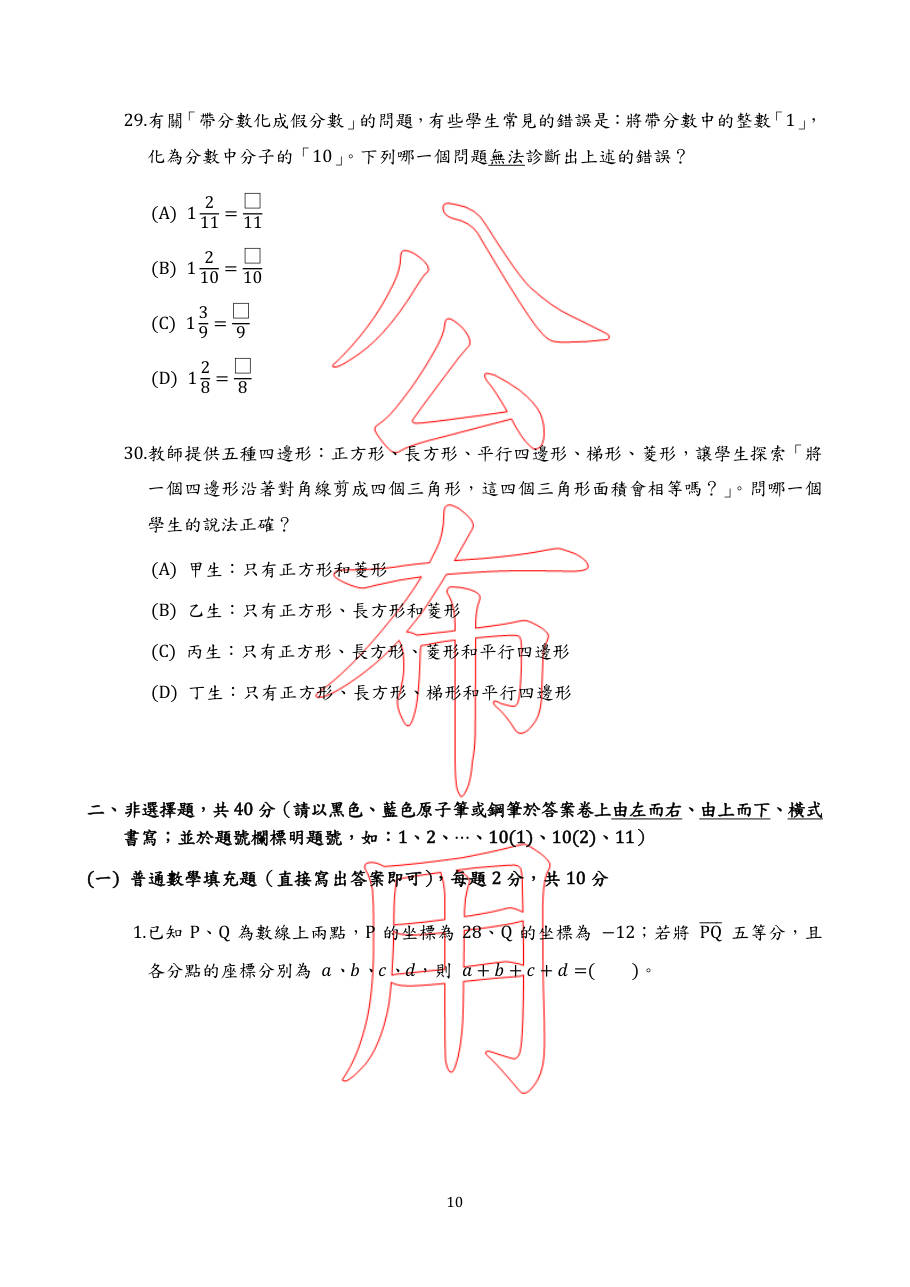 29.有關「帶分數化成假分數」的問題，有些學生常見的錯誤是：將帶分數中的整數「1」，
化為分數中分子的「10」。下列哪一個問題無法診斷出上述的錯誤？
(A) 1 2/11 = □/11
(B) 1 2/10 = □/10
(C) 1 3/9 = □/9
(D) 1 2/8 = □/8
30.教師提供五種四邊形：正方形、長方形、平行四邊形、梯形、菱形，讓學生探索「將
一個四邊形沿著對角線剪成四個三角形，這四個三角形面積會相等嗎？」。問哪一個
學生的說法正確？
(A) 甲生：只有正方形和菱形
(B) 乙生：只有正方形、長方形和菱形
(C) 丙生：只有正方形、長方形、菱形和平行四邊形
(D) 丁生：只有正方形、長方形、梯形和平行四邊形
二、非選擇題，共 40 分（請以黑色、藍色原子筆或鋼筆於答案卷上由左而右、由上而下、橫式
書寫；並於題號欄標明題號，如：1、2、…、10(1)、10(2)、11）
(一) 普通數學填充題（直接寫出答案即可），每題 2 分，共 10 分
1.已知 P、Q 為數線上兩點，P 的坐標為 28、Q 的坐標為 −12；若將 P̅Q̅ 五等分，且
各分點的座標分別為 a、b、c、d，則 a + b + c + d =(　　)。
公布用
10